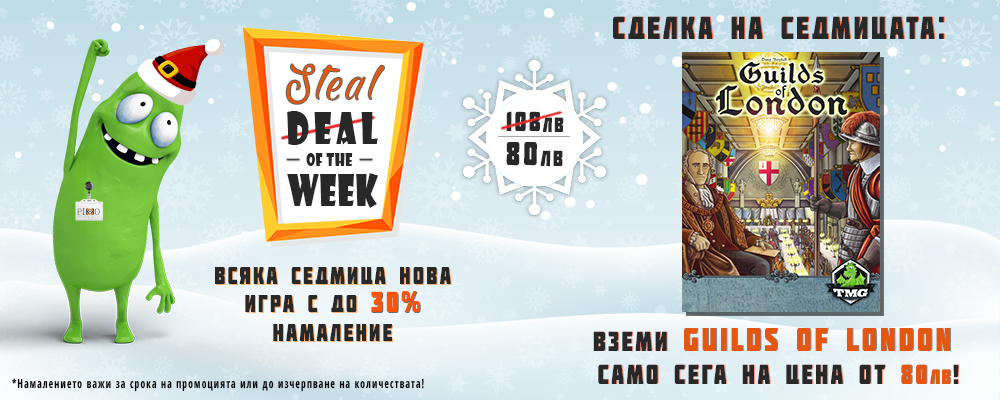 Steal
DEAL
OF THE
WEEK
ВСЯКА СЕДМИЦА НОВА
ИГРА С ДО 30%
НАМАЛЕНИЕ
*Намалението важи за срока на промоцията или до изчерпване на количествата!
108лв
80лв
СДЕЛКА НА СЕДМИЦАТА:
Guilds
of
London
TMG
ВЗЕМИ GUILDS OF LONDON
САМО СЕГА НА ЦЕНА ОТ 80лв!